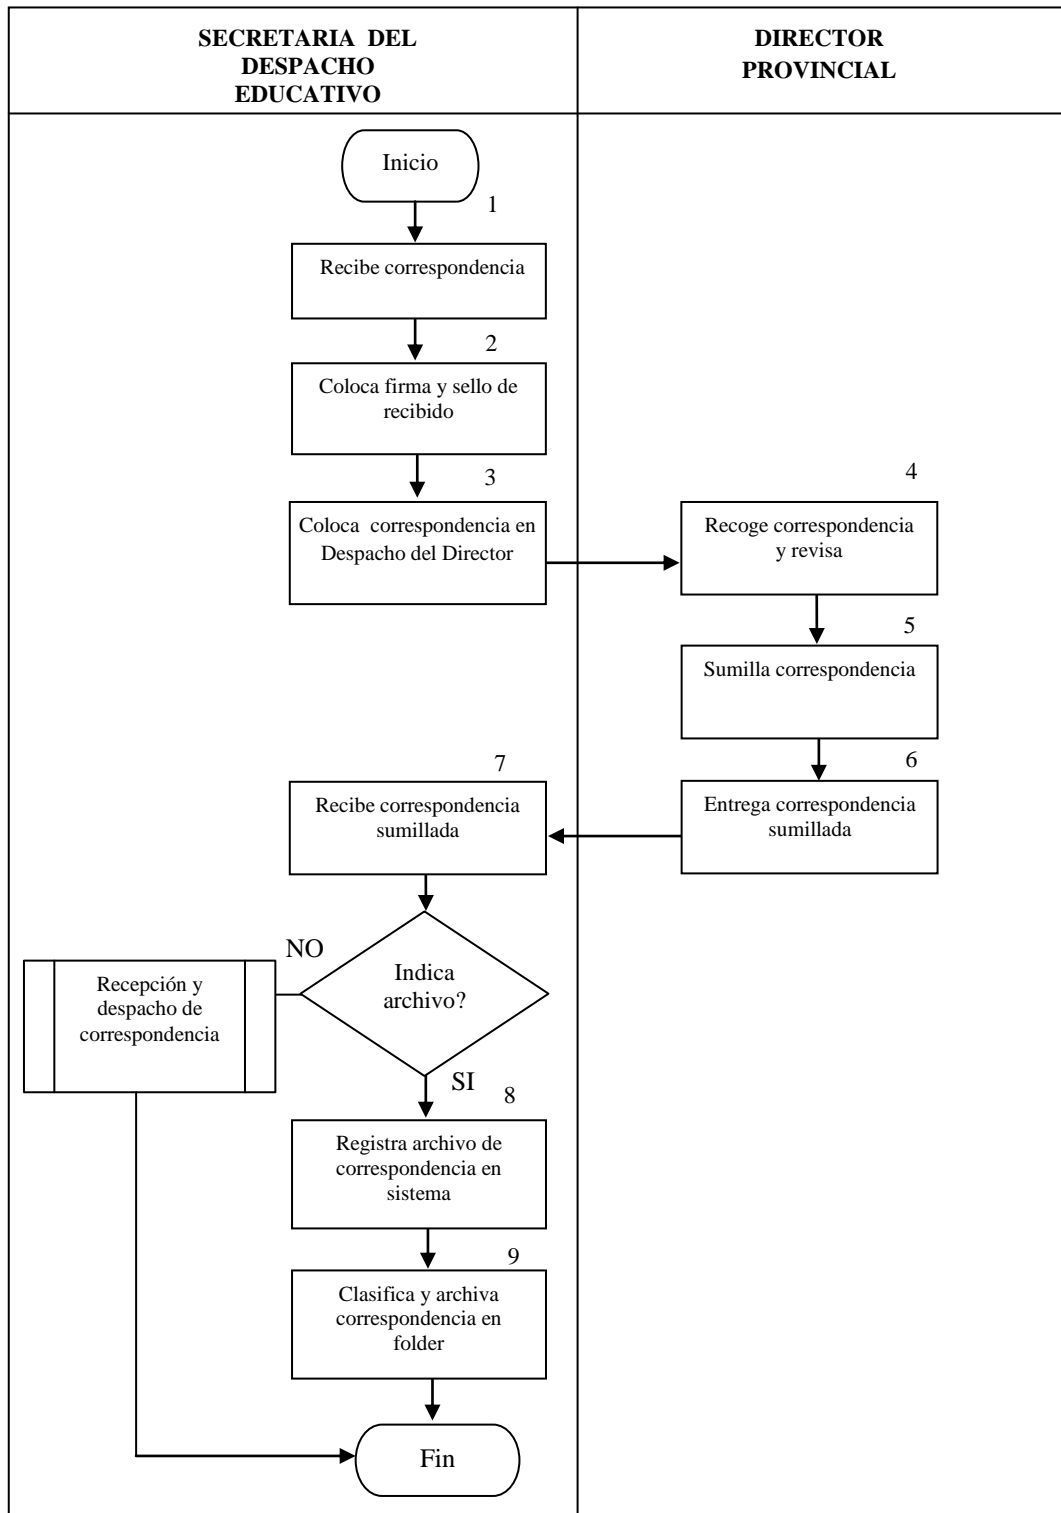 SECRETARIA DEL
DESPACHO
EDUCATIVO
DIRECTOR
PROVINCIAL
Inicio
1
Recibe correspondencia
2
Coloca firma y sello de
recibido
3
Coloca correspondencia en
Despacho del Director
4
Recoge correspondencia
y revisa
5
Sumilla correspondencia
6
Entrega correspondencia
sumillada
7
Recibe correspondencia
sumillada
Indica
archivo?
NO
Recepción y
despacho de
correspondencia
SI
8
Registra archivo de
correspondencia en
sistema
9
Clasifica y archiva
correspondencia en
folder
Fin